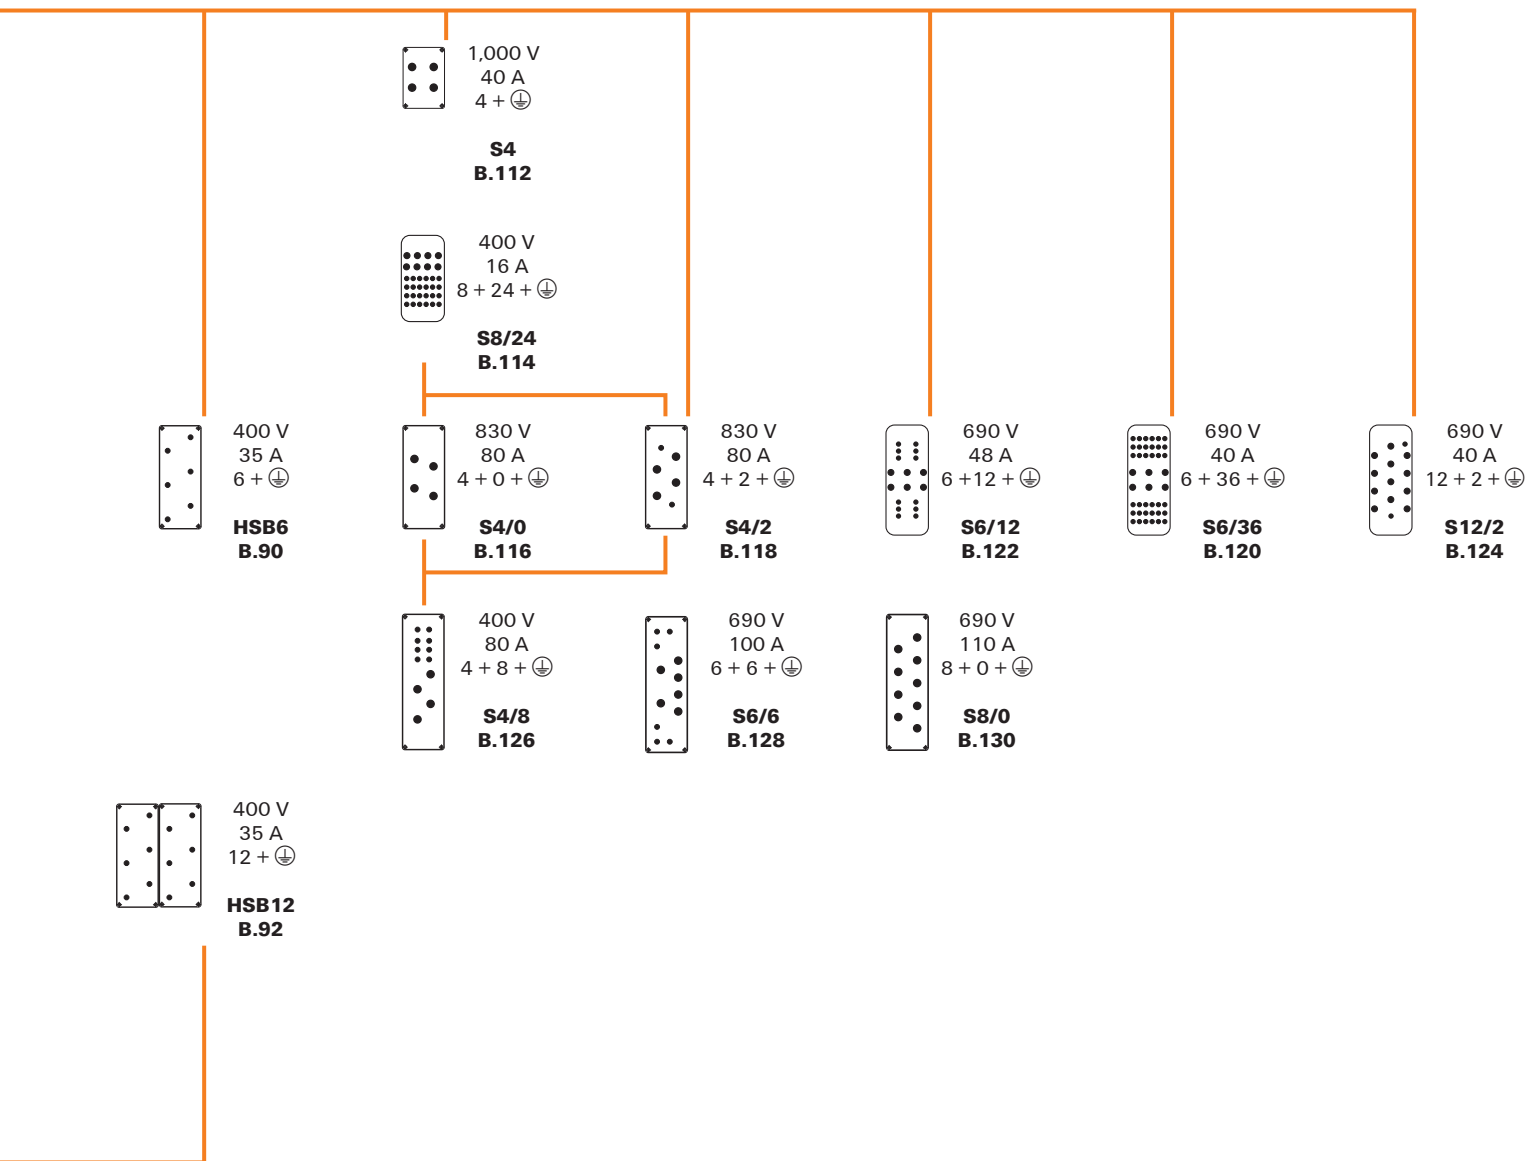 1,000 V
40 A
4 + ⏚
S4
B.112
400 V
16 A
8 + 24 + ⏚
S8/24
B.114
400 V
35 A
6 + ⏚
HSB6
B.90
830 V
80 A
4 + 0 + ⏚
S4/0
B.116
830 V
80 A
4 + 2 + ⏚
S4/2
B.118
690 V
48 A
6 +12 + ⏚
S6/12
B.122
690 V
40 A
6 + 36 + ⏚
S6/36
B.120
690 V
40 A
12 + 2 + ⏚
S12/2
B.124
400 V
80 A
4 + 8 + ⏚
S4/8
B.126
690 V
100 A
6 + 6 + ⏚
S6/6
B.128
690 V
110 A
8 + 0 + ⏚
S8/0
B.130
400 V
35 A
12 + ⏚
HSB12
B.92